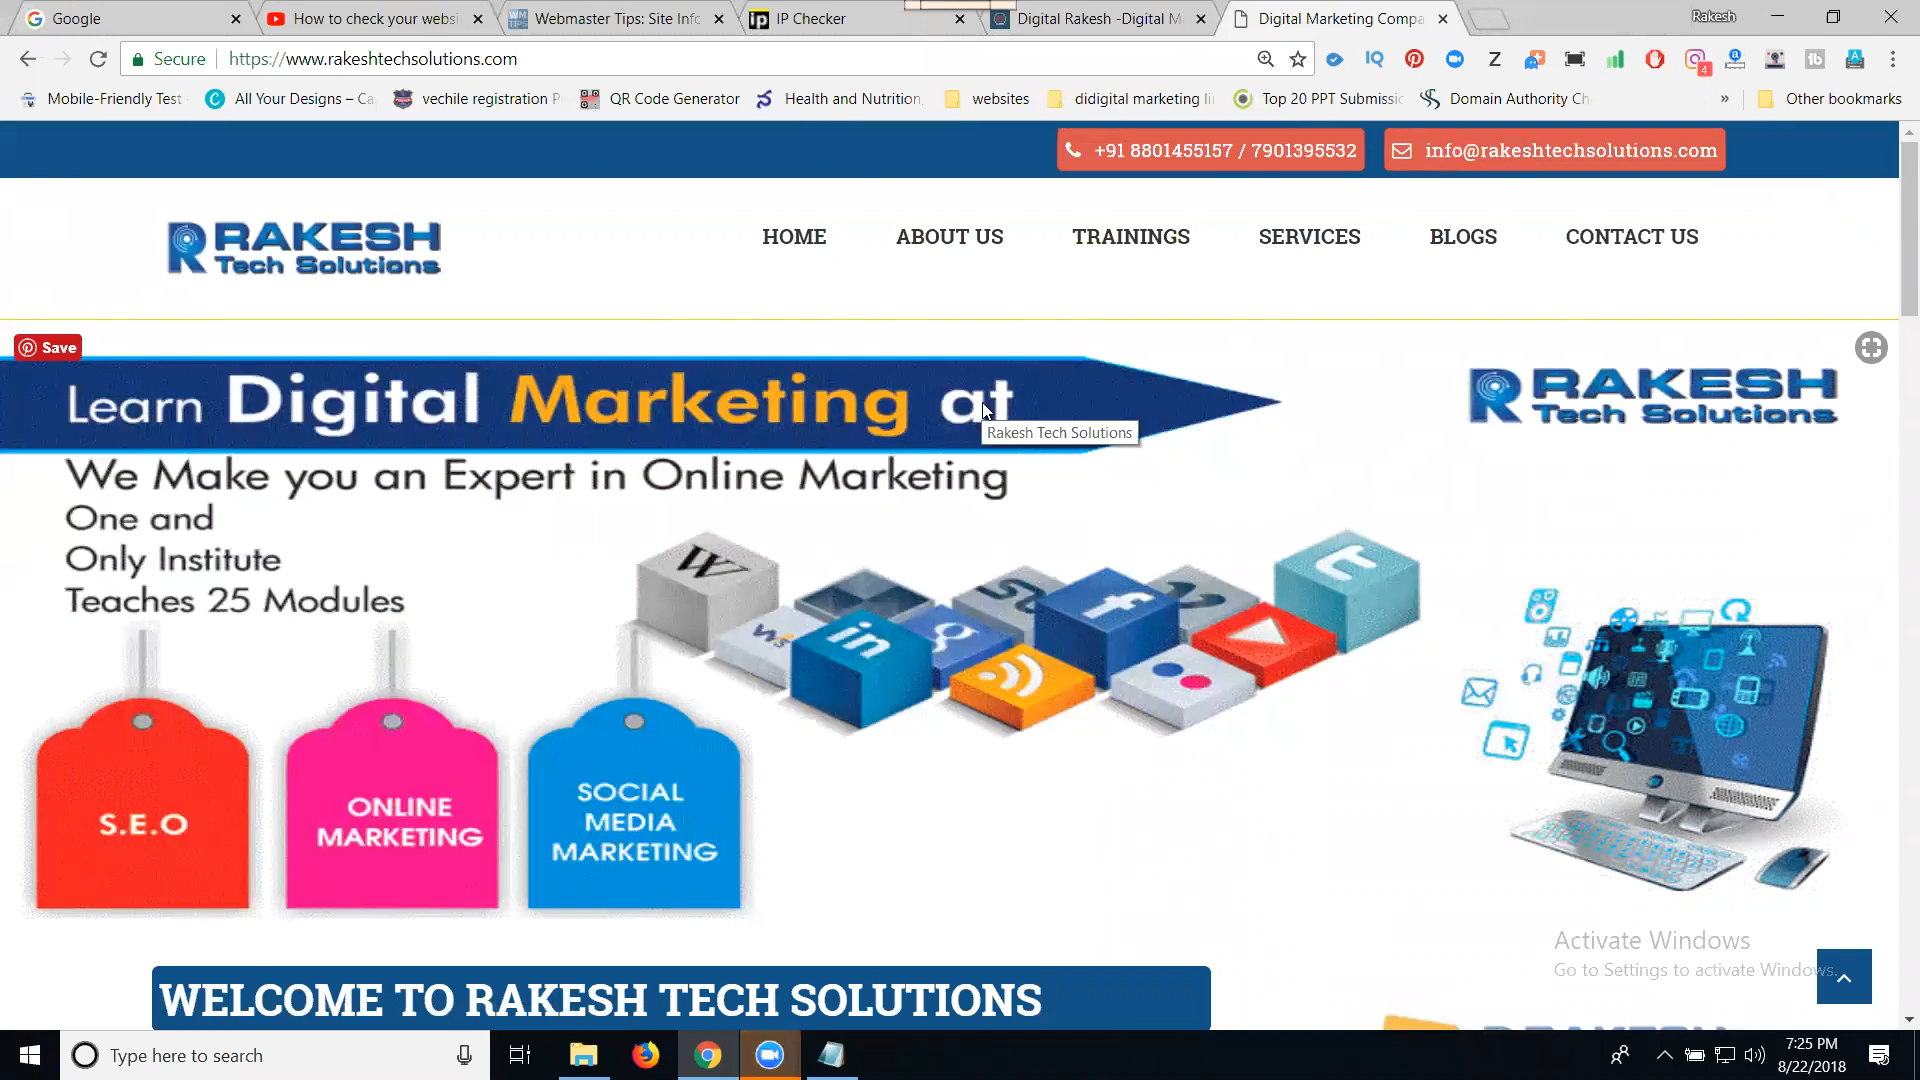 Google
How to check your websi
Webmaster Tips: Site Info
IP Checker
Digital Rakesh -Digital M
Digital Marketing Compa
Rakesh
Secure
https://www.rakeshtechsolutions.com
Mobile-Friendly Test
All Your Designs – Ca
vechile registration P
QR Code Generator
Health and Nutrition,
websites
didigital marketing li
Top 20 PPT Submissic
Domain Authority Ch
»
Other bookmarks
+91 8801455157 / 7901395532
info@rakeshtechsolutions.com
RAKESH
Tech Solutions
HOME
ABOUT US
TRAININGS
SERVICES
BLOGS
CONTACT US
Save
Learn Digital Marketing at
Rakesh Tech Solutions
RAKESH
Tech Solutions
We Make you an Expert in Online Marketing
One and
Only Institute
Teaches 25 Modules
S.E.O
ONLINE
MARKETING
SOCIAL
MEDIA
MARKETING
Activate Windows
Go to Settings to activate Windows.
WELCOME TO RAKESH TECH SOLUTIONS
Type here to search
7:25 PM
8/22/2018